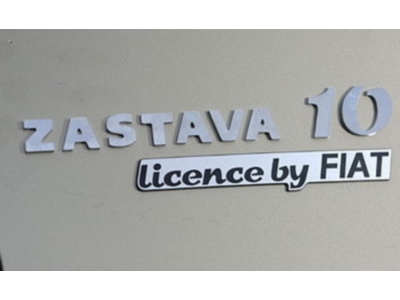 ZASTAVA 10
licence by FIAT